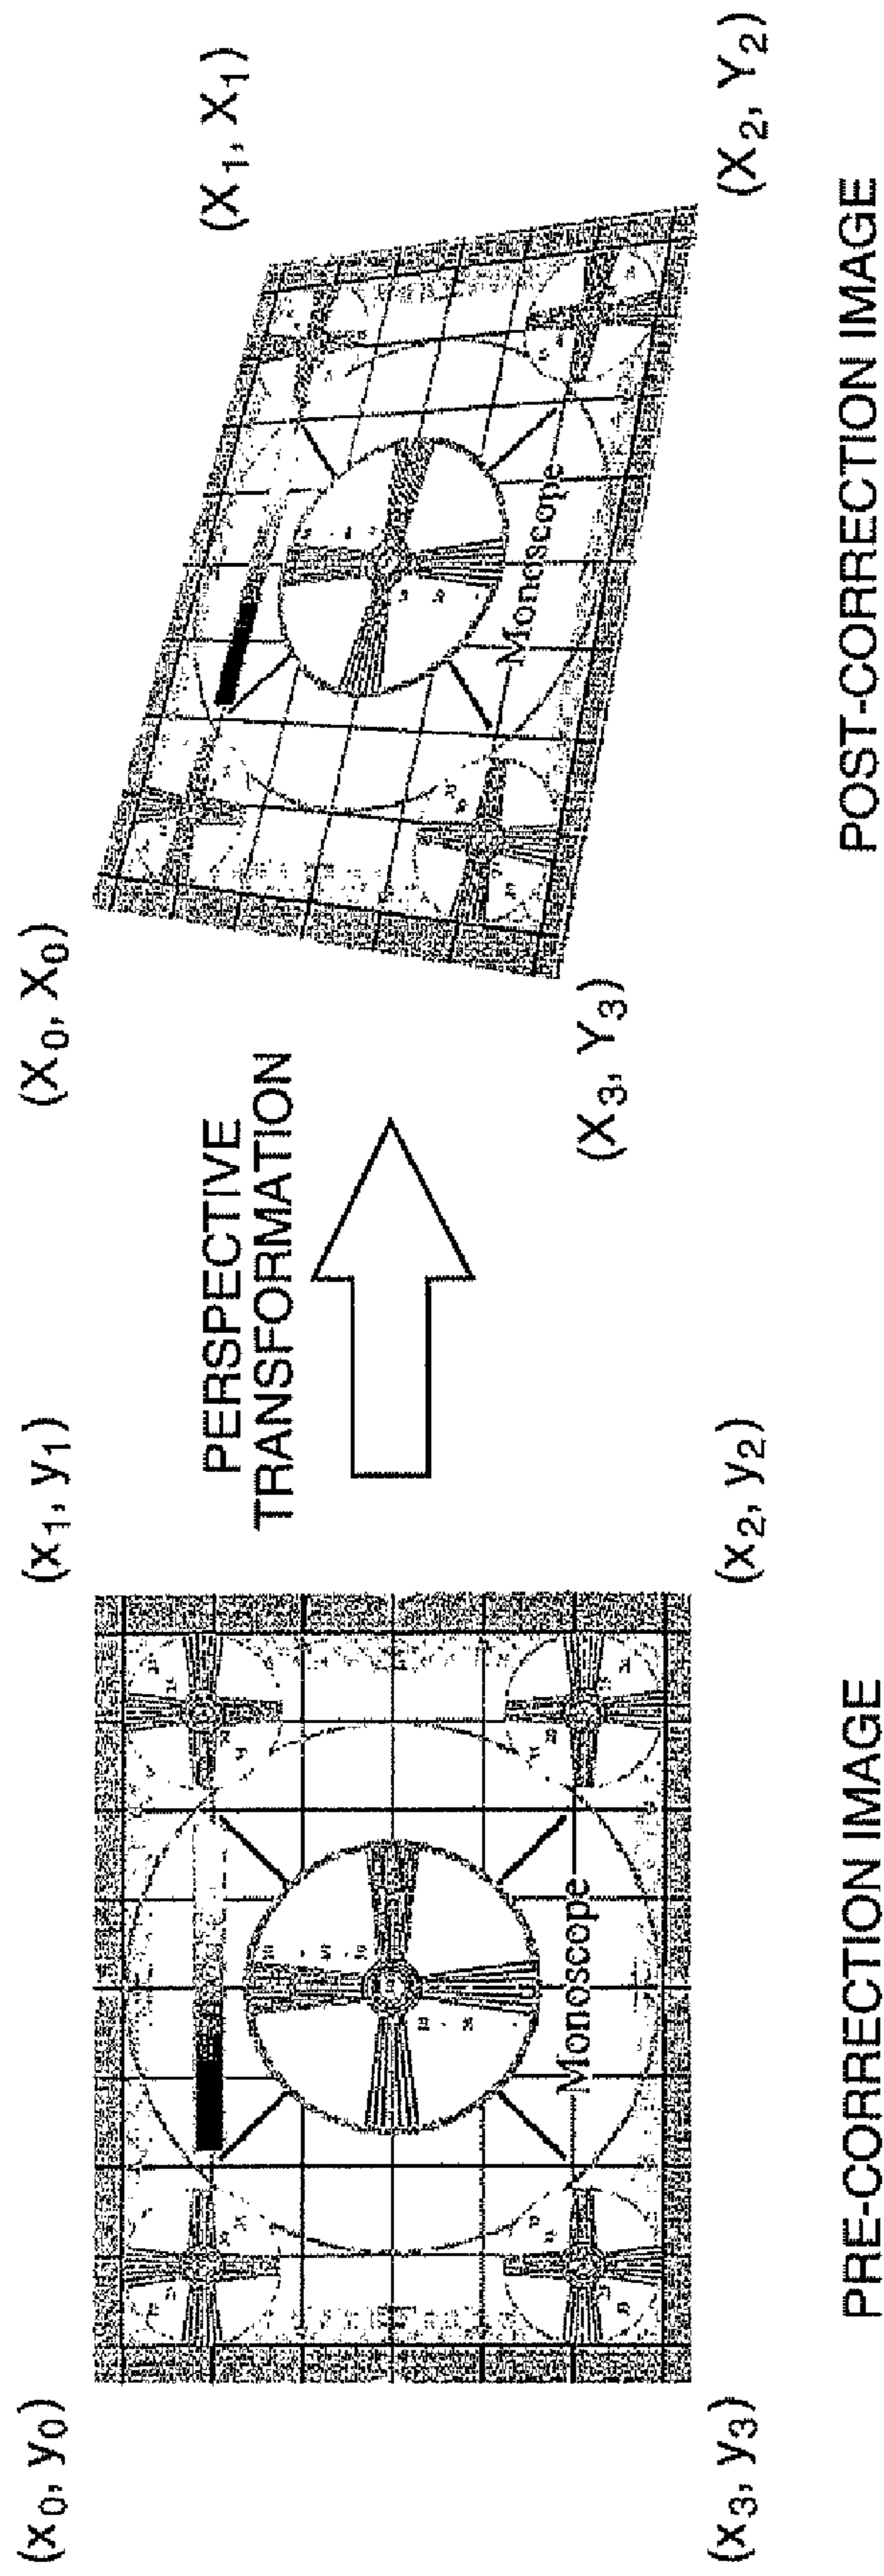 (x0, y0)
(x1, y1)
(X0, X0)
(X1, X1)
PERSPECTIVE
TRANSFORMATION
Monoscope
Monoscope
(x3, y3)
(x2, y2)
(X3, Y3)
(X2, Y2)
PRE-CORRECTION IMAGE
POST-CORRECTION IMAGE